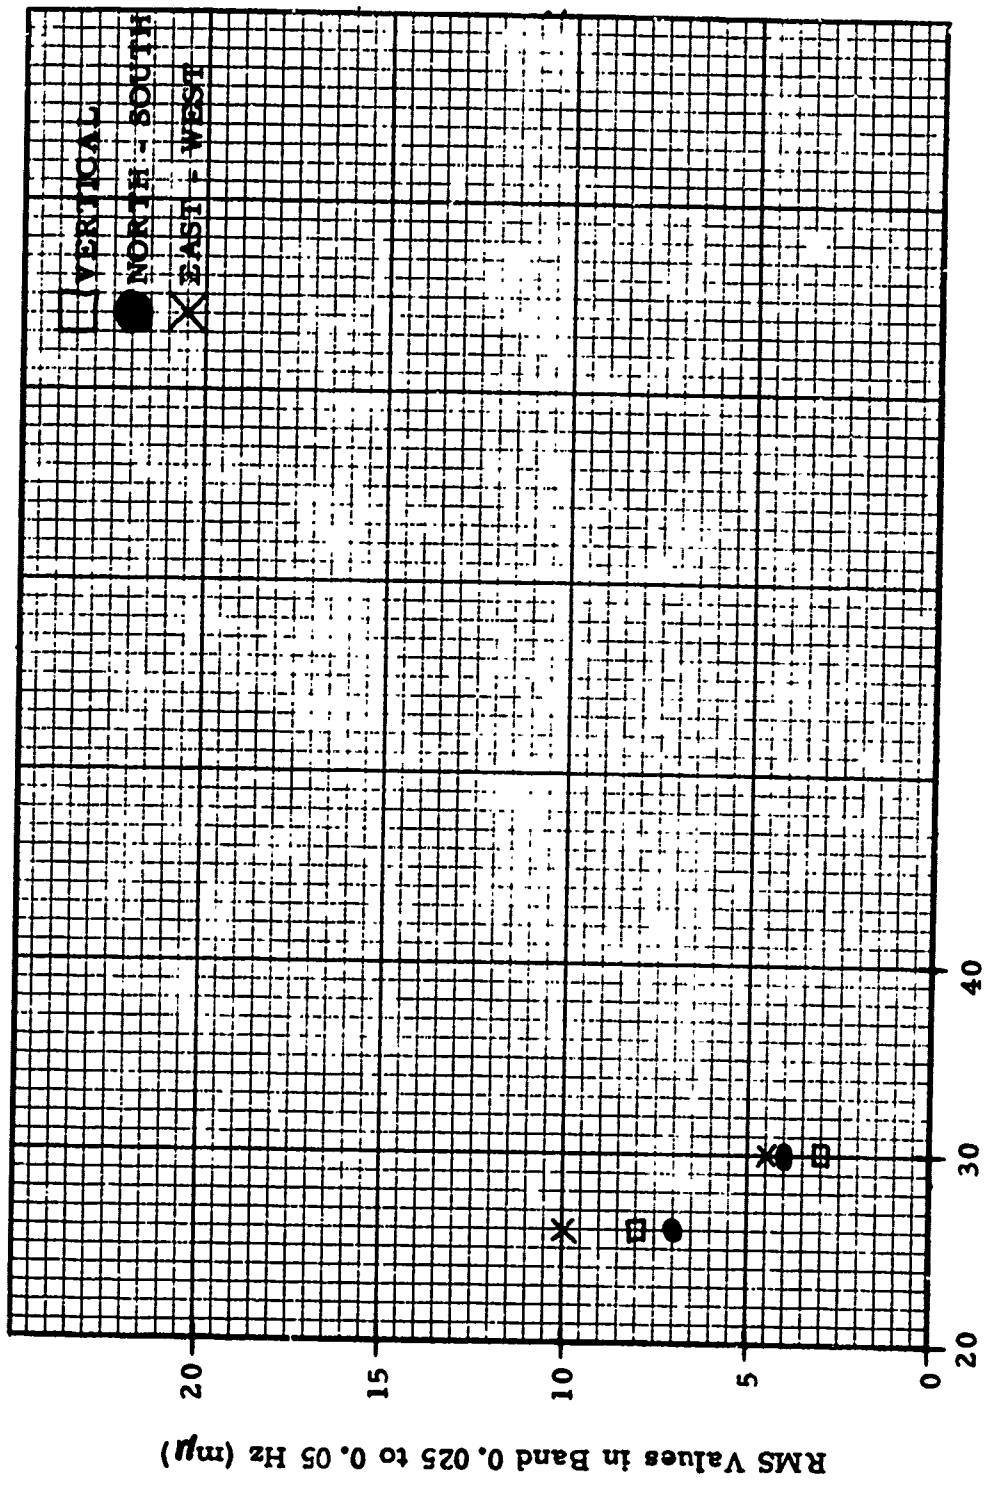 VERTICAL
NORTH - SOUTH
EAST - WEST
20
15
10
5
0
20
30
40
RMS Values in Band 0.025 to 0.05 Hz (mμ)